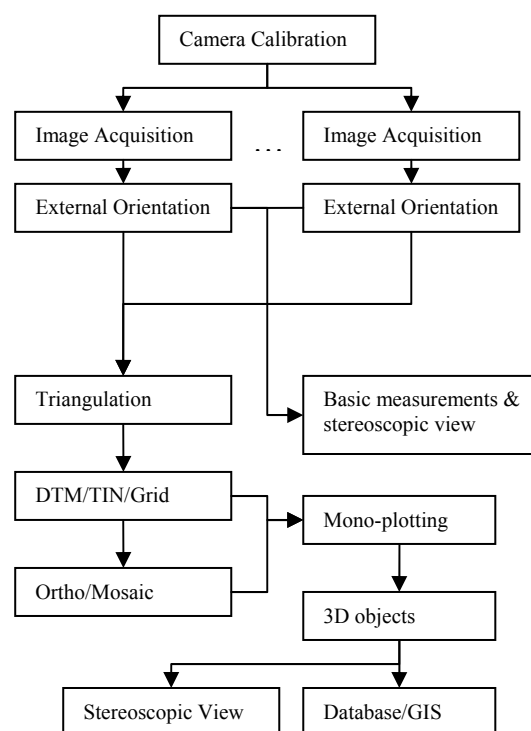 Camera Calibration
Image Acquisition
...
Image Acquisition
External Orientation
External Orientation
Triangulation
Basic measurements &
stereoscopic view
DTM/TIN/Grid
Mono-plotting
Ortho/Mosaic
3D objects
Stereoscopic View
Database/GIS